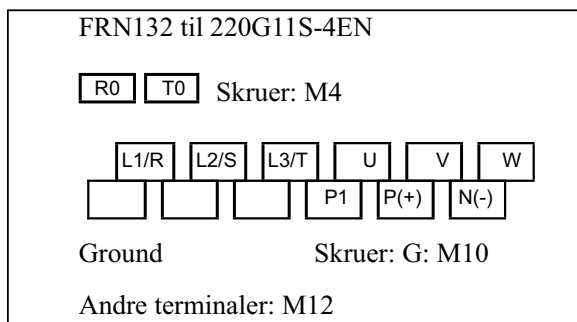 FRN132 til 220G11S-4EN
R0 T0 Skruer: M4
L1/R L2/S L3/T U V W
P1 P(+) N(-)
Ground Skruer: G: M10
Andre terminaler: M12